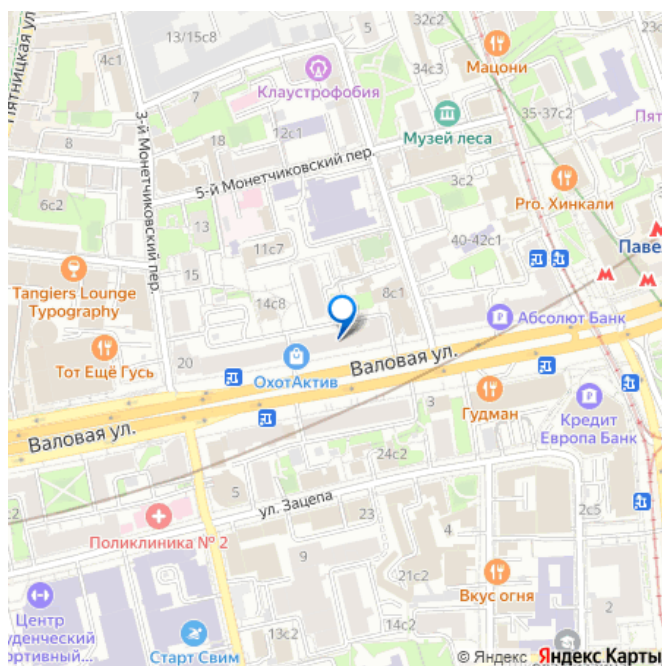 Пятницкая ул.
4с1
13/15с8
32с2
Мацони
Клаустрофобия
34с3
35-37с2
Музей леса
Пят
12с1
18
7
8
3-й Монетчиковский пер.
5-й Монетчиковский пер.
3с2
Pro. Хинкали
6с2
13
40-42с1
Паве
11с7
15
Tangiers Lounge
Typography
14с8
8с1
Абсолют Банк
Тот Ещё Гусь
20
ОхотАктив
Валовая ул.
Гудман
Кредит
Европа Банк
Валовая ул.
3
24с2
5
ул. Зацепа
23
2с5
Поликлиника № 2
4
9
21с2
2
Вкус огня
Центр
уденческий
ортивный...
Старт Свим
13с2
14с2
© Яндекс Яндекс Карты